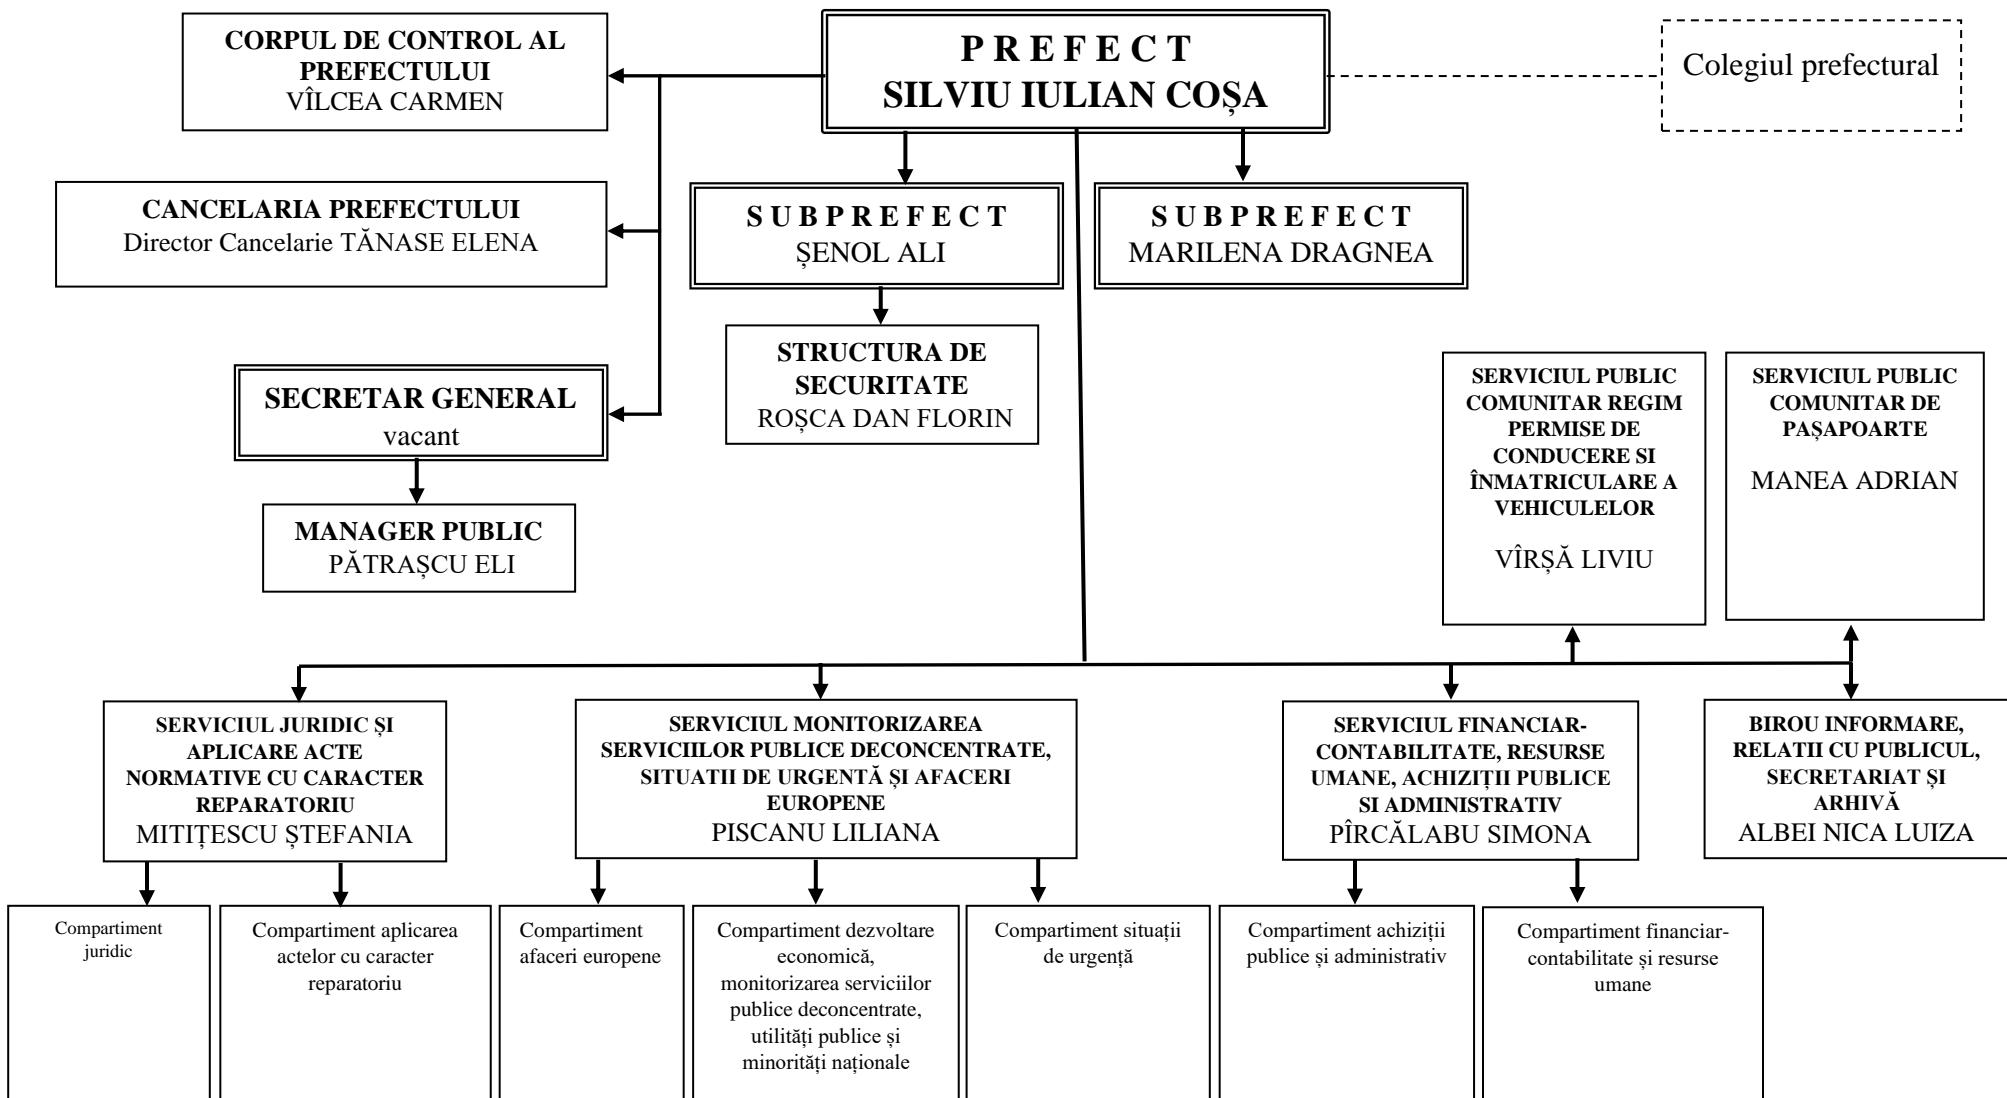 CORPUL DE CONTROL AL
PREFECTULUI
VÎLCEA CARMEN
P R E F E C T
SILVIU IULIAN COȘA
Colegiul prefectural
CANCELARIA PREFECTULUI
Director Cancelarie TĂNASE ELENA
S U B P R E F E C T
ȘENOL ALI
S U B P R E F E C T
MARILENA DRAGNEA
STRUCTURA DE
SECURITATE
ROȘCA DAN FLORIN
SECRETAR GENERAL
vacant
MANAGER PUBLIC
PĂTRAȘCU ELI
SERVICIUL PUBLIC
COMUNITAR REGIM
PERMISE DE
CONDUCERE SI
ÎNMATRICULARE A
VEHICULELOR
VÎRȘĂ LIVIU
SERVICIUL PUBLIC
COMUNITAR DE
PAȘAPOARTE
MANEA ADRIAN
SERVICIUL JURIDIC ȘI
APLICARE ACTE
NORMATIVE CU CARACTER
REPARATORIU
MITIȚESCU ȘTEFANIA
SERVICIUL MONITORIZAREA
SERVICIILOR PUBLICE DECONCENTRATE,
SITUATII DE URGENTĂ ȘI AFACERI
EUROPENE
PISCANU LILIANA
SERVICIUL FINANCIAR-
CONTABILITATE, RESURSE
UMANE, ACHIZIȚII PUBLICE
SI ADMINISTRATIV
PÎRCĂLABU SIMONA
BIROU INFORMARE,
RELATII CU PUBLICUL,
SECRETARIAT ȘI
ARHIVĂ
ALBEI NICA LUIZA
Compartiment
juridic
Compartiment aplicarea
actelor cu caracter
reparatoriu
Compartiment
afaceri europene
Compartiment dezvoltare
economică,
monitorizarea serviciilor
publice deconcentrate,
utilități publice și
minorități naționale
Compartiment situații
de urgență
Compartiment achiziții
publice și administrativ
Compartiment financiar-
contabilitate și resurse
umane